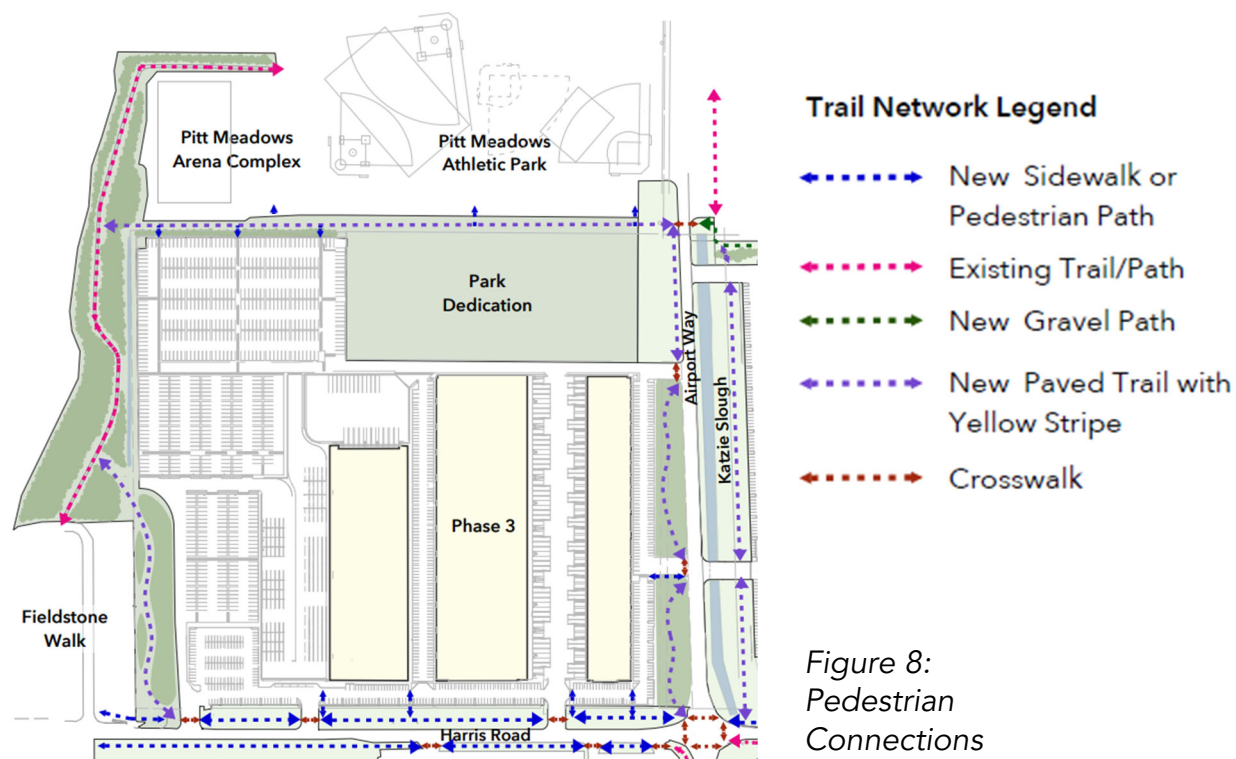 Pitt Meadows
Arena Complex
Pitt Meadows
Athletic Park
Park
Dedication
Airport Way
Katzie Slough
Phase 3
Fieldstone
Walk
Harris Road
Trail Network Legend
New Sidewalk or
Pedestrian Path
Existing Trail/Path
New Gravel Path
New Paved Trail with
Yellow Stripe
Crosswalk
Figure 8:
Pedestrian
Connections